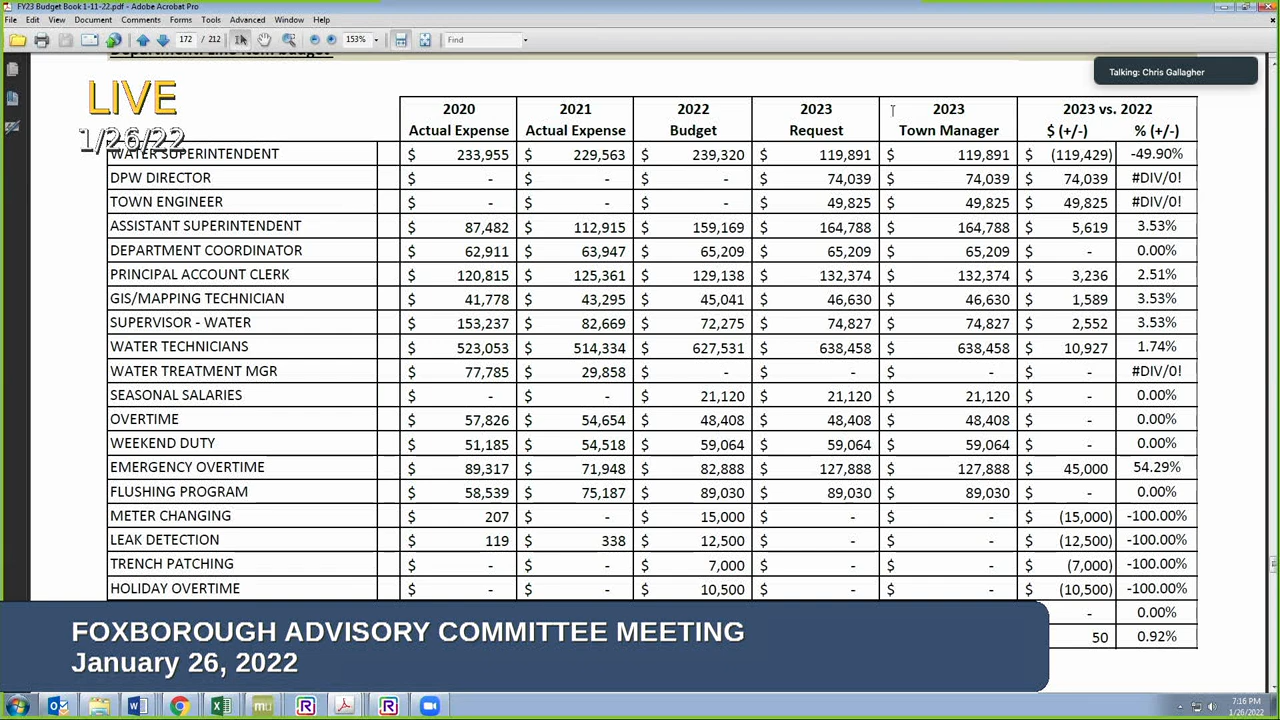 FY23 Budget Book 1-11-22.pdf - Adobe Acrobat Pro
File Edit View Document Comments Forms Tools Advanced Window Help
172 / 212 153% Find
Department: Line Item Budget
Talking: Chris Gallagher
LIVE
1/26/22
2020 2021 2022 2023 2023 2023 vs. 2022
Actual Expense Actual Expense Budget Request Town Manager $ (+/-) % (+/-)
WATER SUPERINTENDENT $ 233,955 $ 229,563 $ 239,320 $ 119,891 $ 119,891 $ (119,429) -49.90%
DPW DIRECTOR $ - $ - $ - $ 74,039 $ 74,039 $ 74,039 #DIV/0!
TOWN ENGINEER $ - $ - $ - $ 49,825 $ 49,825 $ 49,825 #DIV/0!
ASSISTANT SUPERINTENDENT $ 87,482 $ 112,915 $ 159,169 $ 164,788 $ 164,788 $ 5,619 3.53%
DEPARTMENT COORDINATOR $ 62,911 $ 63,947 $ 65,209 $ 65,209 $ 65,209 $ - 0.00%
PRINCIPAL ACCOUNT CLERK $ 120,815 $ 125,361 $ 129,138 $ 132,374 $ 132,374 $ 3,236 2.51%
GIS/MAPPING TECHNICIAN $ 41,778 $ 43,295 $ 45,041 $ 46,630 $ 46,630 $ 1,589 3.53%
SUPERVISOR - WATER $ 153,237 $ 82,669 $ 72,275 $ 74,827 $ 74,827 $ 2,552 3.53%
WATER TECHNICIANS $ 523,053 $ 514,334 $ 627,531 $ 638,458 $ 638,458 $ 10,927 1.74%
WATER TREATMENT MGR $ 77,785 $ 29,858 $ - $ - $ - $ - #DIV/0!
SEASONAL SALARIES $ - $ - $ 21,120 $ 21,120 $ 21,120 $ - 0.00%
OVERTIME $ 57,826 $ 54,654 $ 48,408 $ 48,408 $ 48,408 $ - 0.00%
WEEKEND DUTY $ 51,185 $ 54,518 $ 59,064 $ 59,064 $ 59,064 $ - 0.00%
EMERGENCY OVERTIME $ 89,317 $ 71,948 $ 82,888 $ 127,888 $ 127,888 $ 45,000 54.29%
FLUSHING PROGRAM $ 58,539 $ 75,187 $ 89,030 $ 89,030 $ 89,030 $ - 0.00%
METER CHANGING $ 207 $ - $ 15,000 $ - $ - $ (15,000) -100.00%
LEAK DETECTION $ 119 $ 338 $ 12,500 $ - $ - $ (12,500) -100.00%
TRENCH PATCHING $ - $ - $ 7,000 $ - $ - $ (7,000) -100.00%
HOLIDAY OVERTIME $ - $ - $ 10,500 $ - $ - $ (10,500) -100.00%
- 0.00%
50 0.92%
FOXBOROUGH ADVISORY COMMITTEE MEETING
January 26, 2022
7:16 PM
1/26/2022